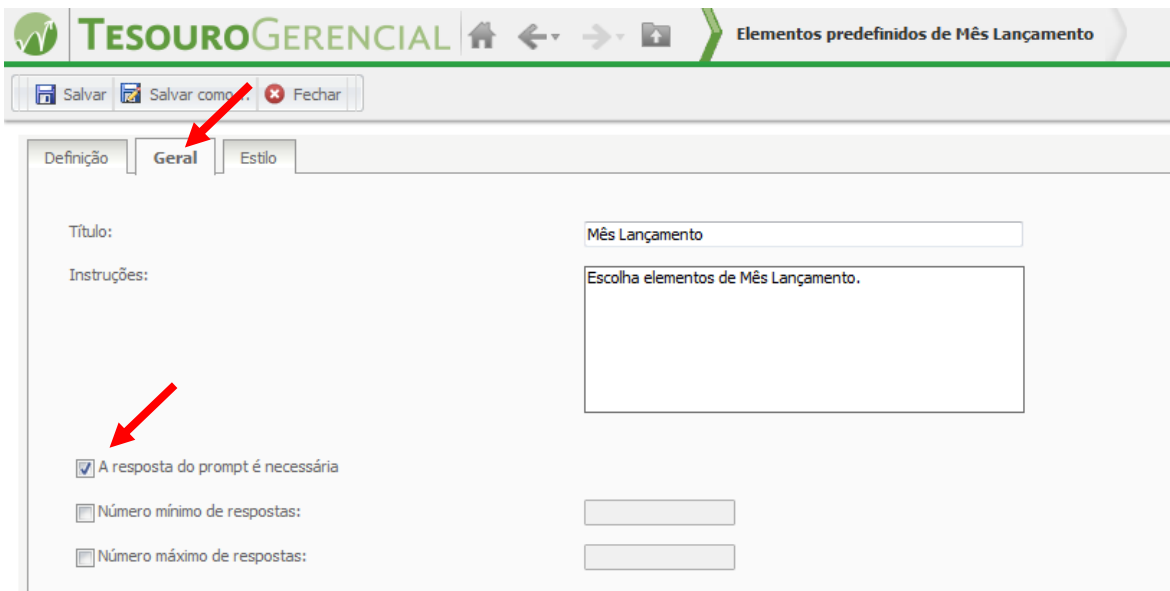 TESOUROGERENCIAL Elementos predefinidos de Mês Lançamento
Salvar Salvar como... Fechar
Definição Geral Estilo
Título: Mês Lançamento
Instruções: Escolha elementos de Mês Lançamento.
A resposta do prompt é necessária
Número mínimo de respostas:
Número máximo de respostas: